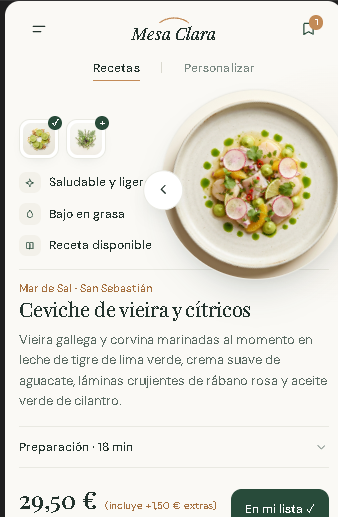 Mesa Clara
1
Recetas
Personalizar
Saludable y liger
Bajo en grasa
Receta disponible
Mar de Sal · San Sebastián
Ceviche de vieira y cítricos
Vieira gallega y corvina marinadas al momento en
leche de tigre de lima verde, crema suave de
aguacate, láminas crujientes de rábano rosa y aceite
verde de cilantro.
Preparación · 18 min
29,50 € (incluye +1,50 € extras)
En mi lista ✓